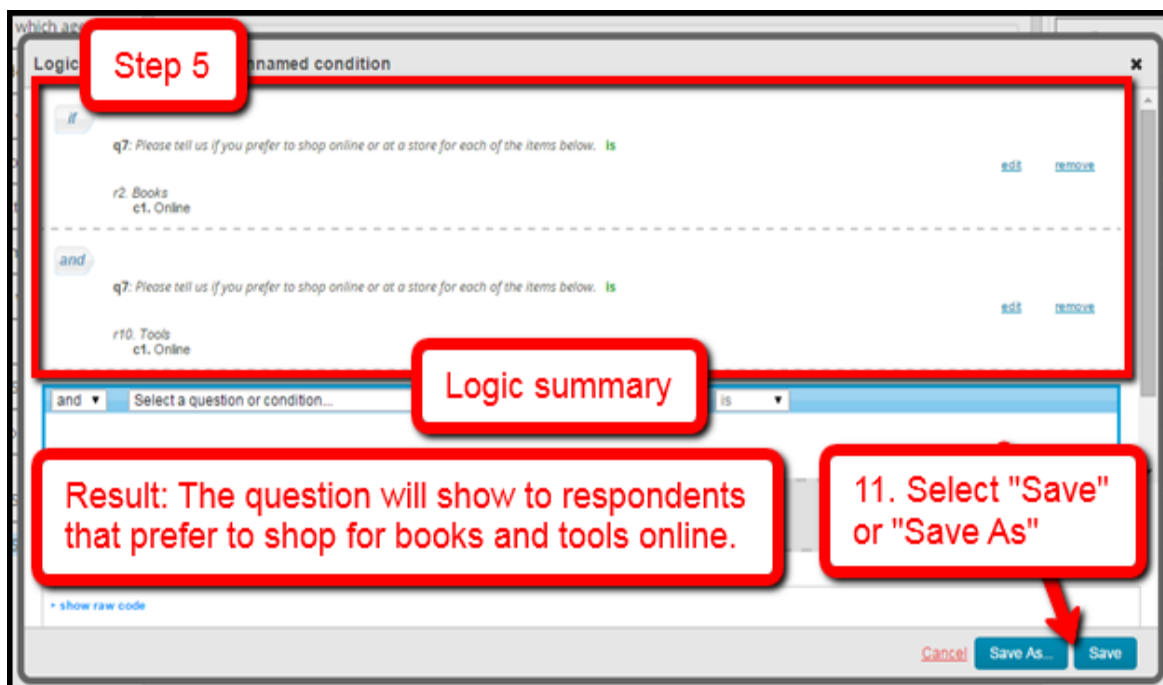 which age
Step 5
Logic
nnamed condition
×
if
q7: Please tell us if you prefer to shop online or at a store for each of the items below. is
edit remove
r2. Books
c1. Online
and
q7: Please tell us if you prefer to shop online or at a store for each of the items below. is
edit remove
r10. Tools
c1. Online
Logic summary
and ▼ Select a question or condition... is ▼
Result: The question will show to respondents
that prefer to shop for books and tools online.
11. Select "Save"
or "Save As"
show raw code
Cancel Save As... Save